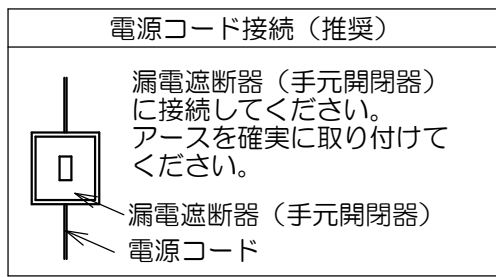 電源コード接続（推奨）
漏電遮断器（手元開閉器）
に接続してください。
アースを確実に取り付けて
ください。
漏電遮断器（手元開閉器）
電源コード